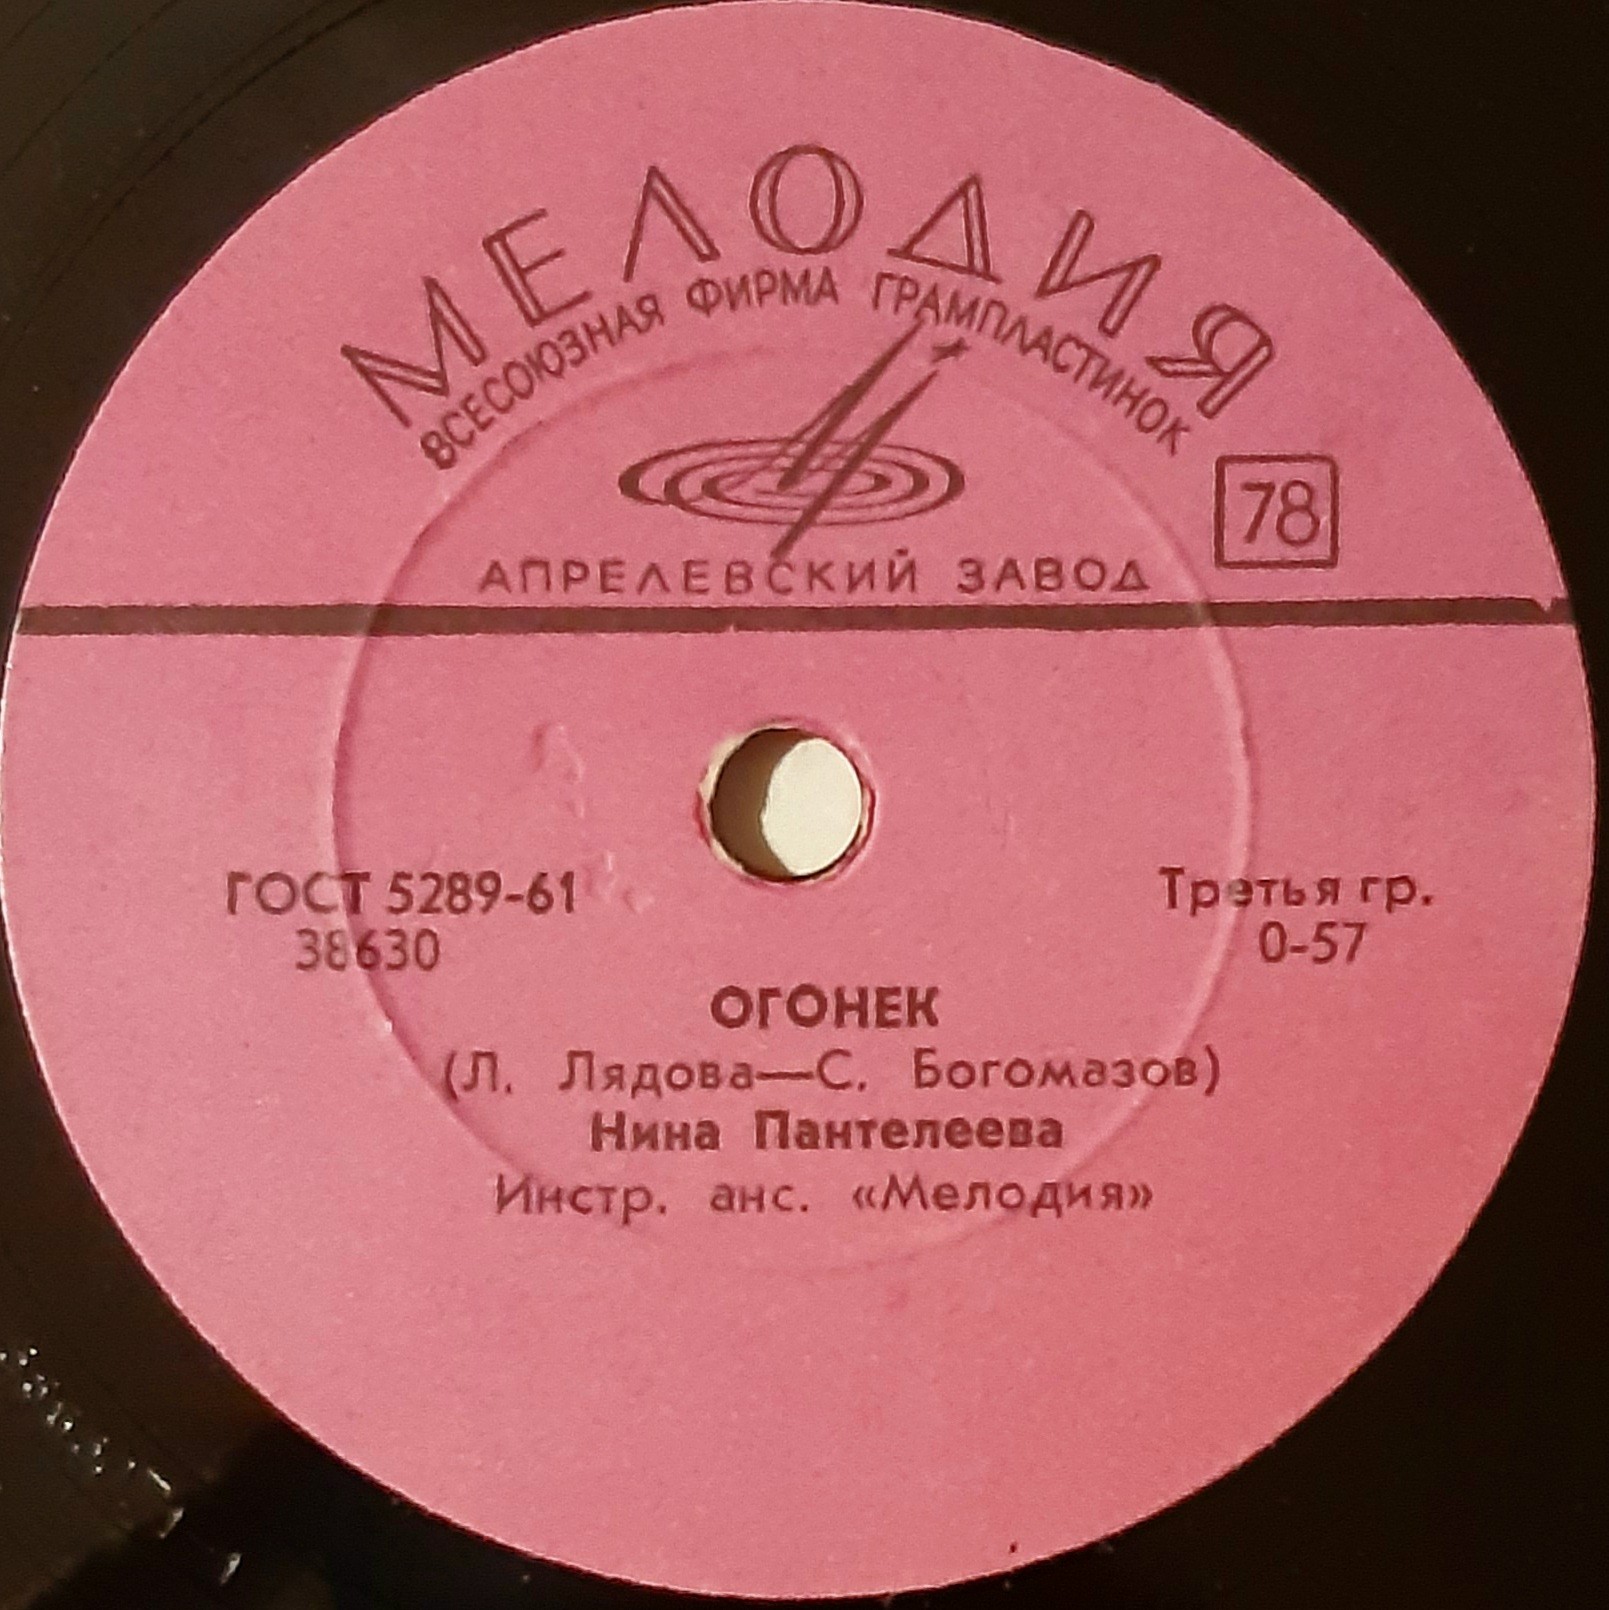 МЕЛОДИЯ
ВСЕСОЮЗНАЯ ФИРМА ГРАМПЛАСТИНОК
78
АПРЕЛЕВСКИЙ ЗАВОД
ГОСТ 5289-61
38630
Третья гр.
0-57
ОГОНЕК
(Л. Лядова—С. Богомазов)
Нина Пантелеева
Инстр. анс. «Мелодия»